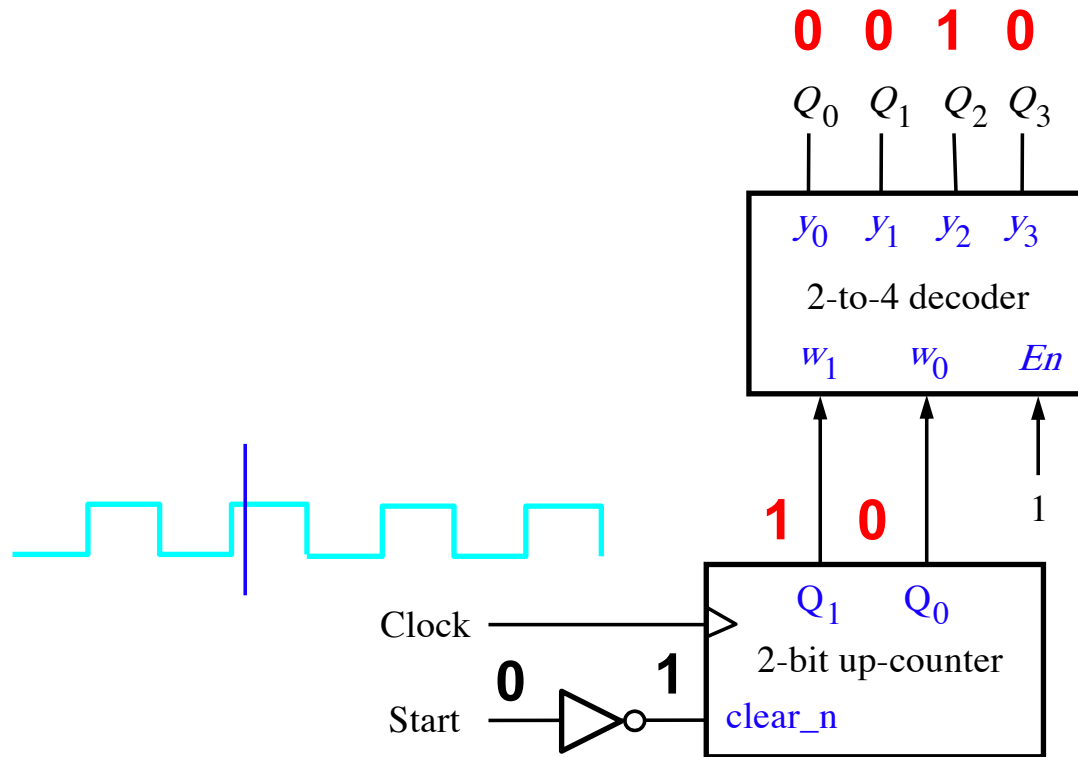 0 0 1 0
Q0 Q1 Q2 Q3
y0 y1 y2 y3
2-to-4 decoder
w1 w0 En
1
1 0
Q1 Q0
Clock
2-bit up-counter
0 1
Start
clear_n